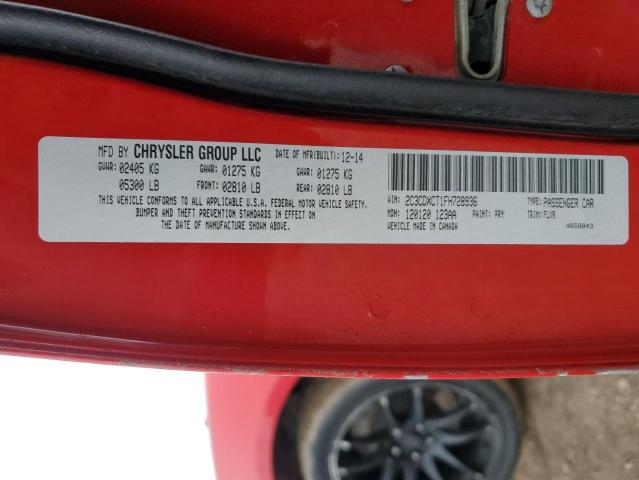 MFD BY CHRYSLER GROUP LLC DATE OF MFR(BUILT): 12-14
GVWR: 02405 KG GAWR: 01275 KG GAWR: 01275 KG
05300 LB FRONT: 02810 LB REAR: 02810 LB
THIS VEHICLE CONFORMS TO ALL APPLICABLE U.S.A. FEDERAL MOTOR VEHICLE SAFETY,
BUMPER AND THEFT PREVENTION STANDARDS IN EFFECT ON
THE DATE OF MANUFACTURE SHOWN ABOVE.
VIN: 2C3CDXCT1FH728936 TYPE: PASSENGER CAR
MDH: 120120 123AA PAINT: PRY TRIM: FLX9
VEHICLE MADE IN CANADA 4658843